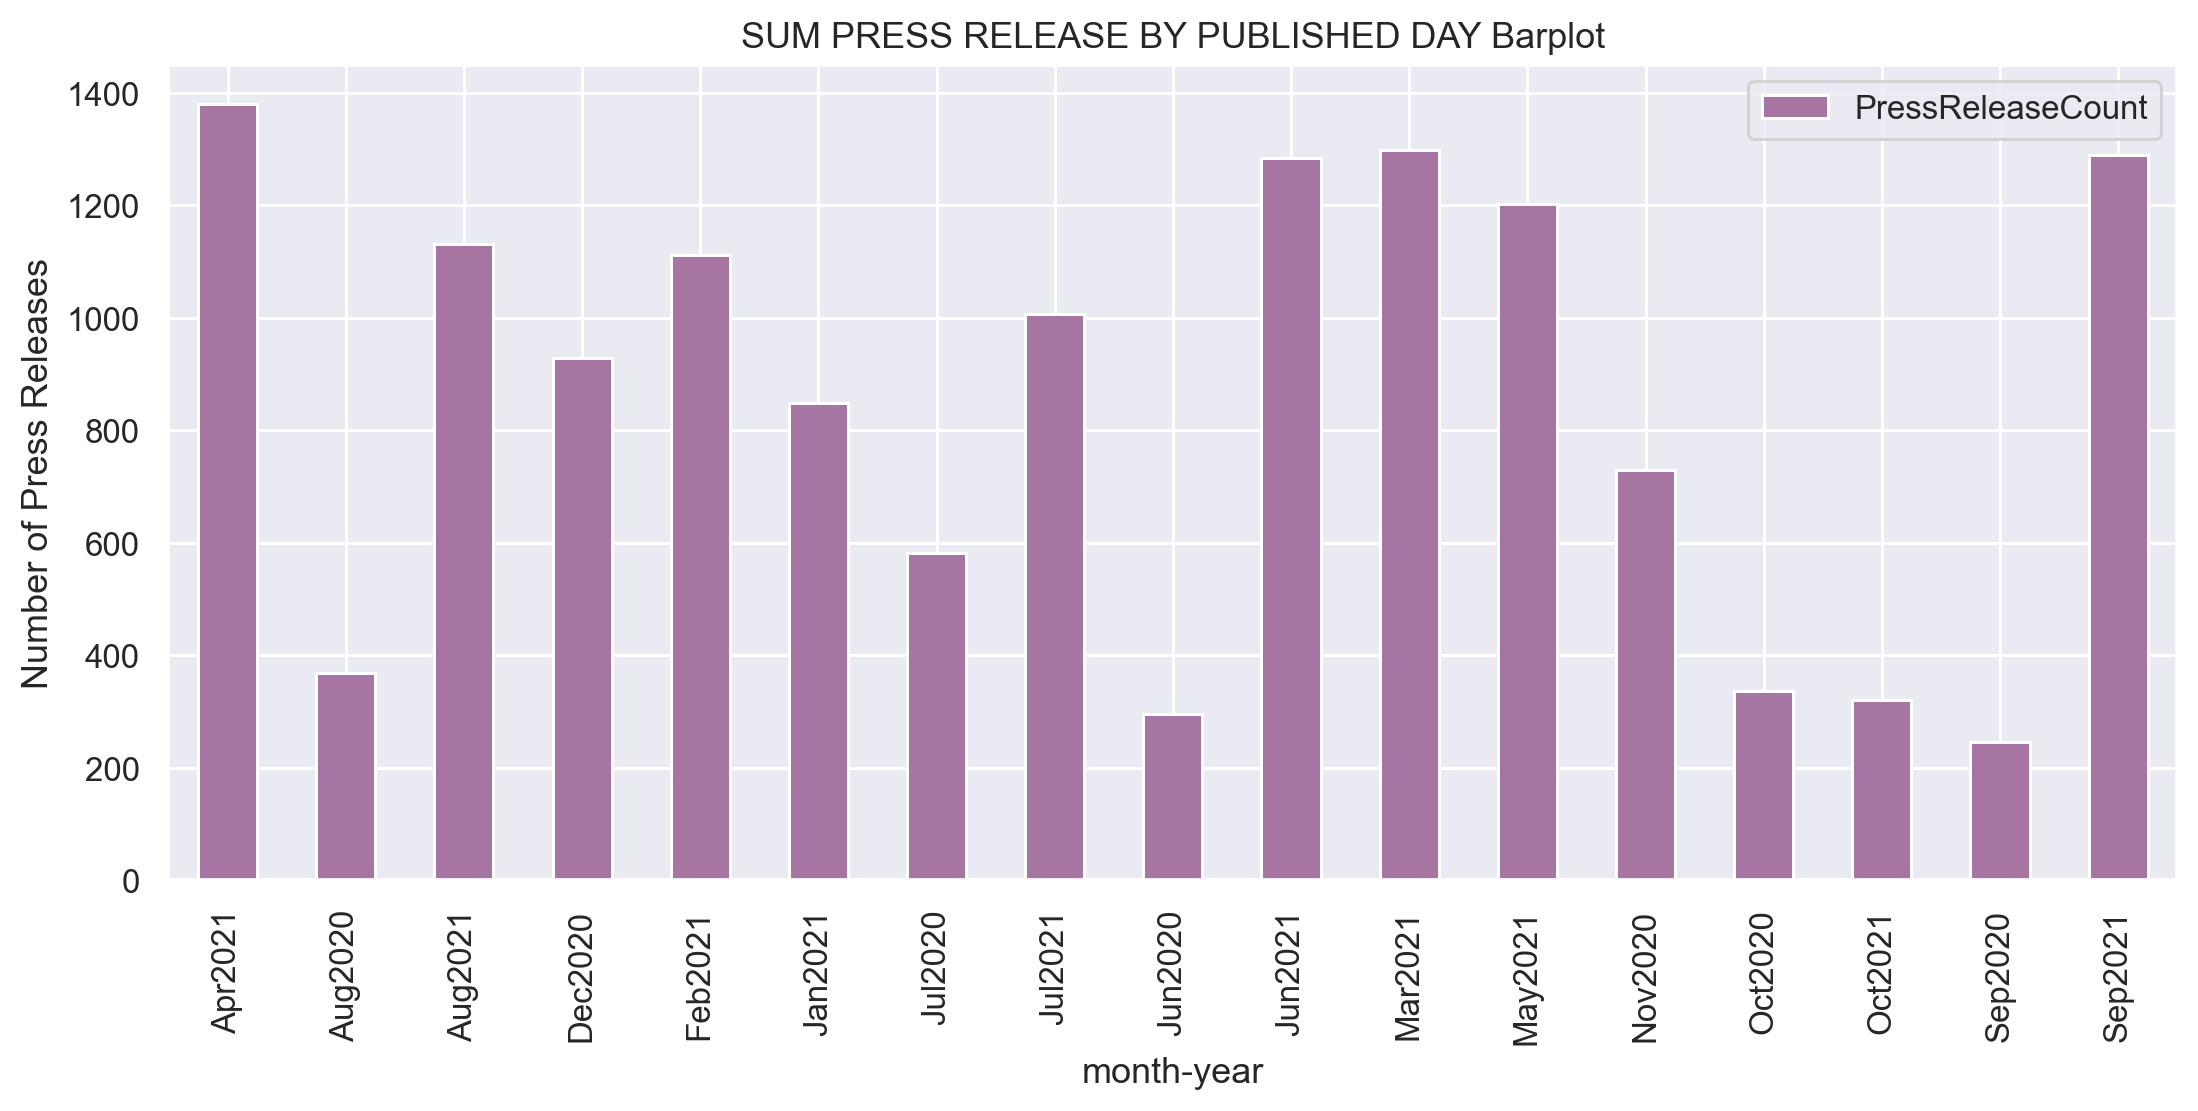 SUM PRESS RELEASE BY PUBLISHED DAY Barplot
PressReleaseCount
Number of Press Releases
1400
1200
1000
800
600
400
200
0
Apr2021
Aug2020
Aug2021
Dec2020
Feb2021
Jan2021
Jul2020
Jul2021
Jun2020
Jun2021
Mar2021
May2021
Nov2020
Oct2020
Oct2021
Sep2020
Sep2021
month-year